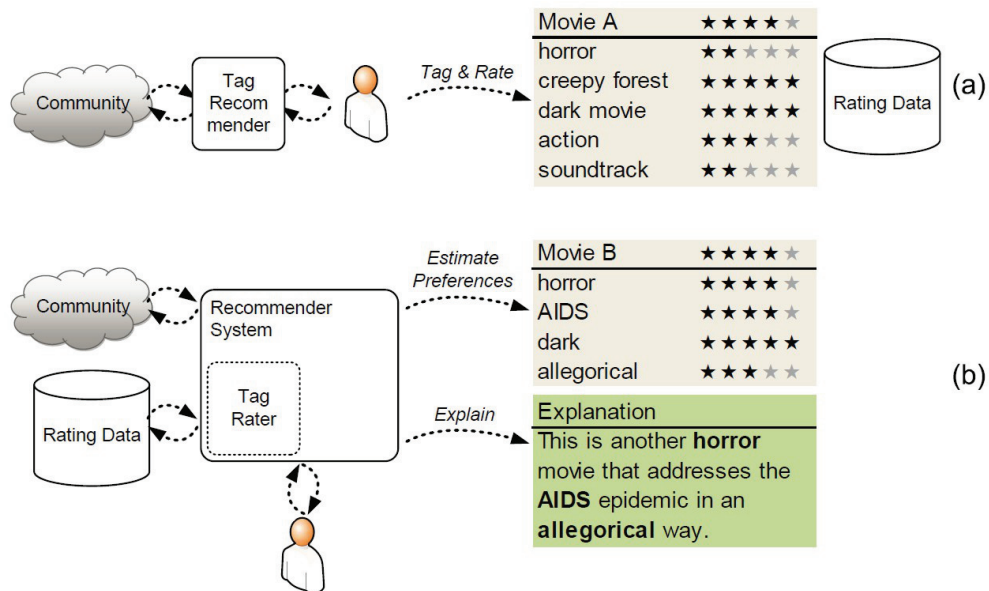 Community
Tag
Recom
mender
Tag & Rate
Movie A ★★★★★
horror ★★★★★
creepy forest ★★★★★
dark movie ★★★★★
action ★★★★★
soundtrack ★★★★★
Rating Data
(a)
Community
Rating Data
Recommender
System
Tag
Rater
Estimate
Preferences
Movie B ★★★★★
horror ★★★★★
AIDS ★★★★★
dark ★★★★★
allegorical ★★★★★
Explain
Explanation
This is another horror
movie that addresses the
AIDS epidemic in an
allegorical way.
(b)